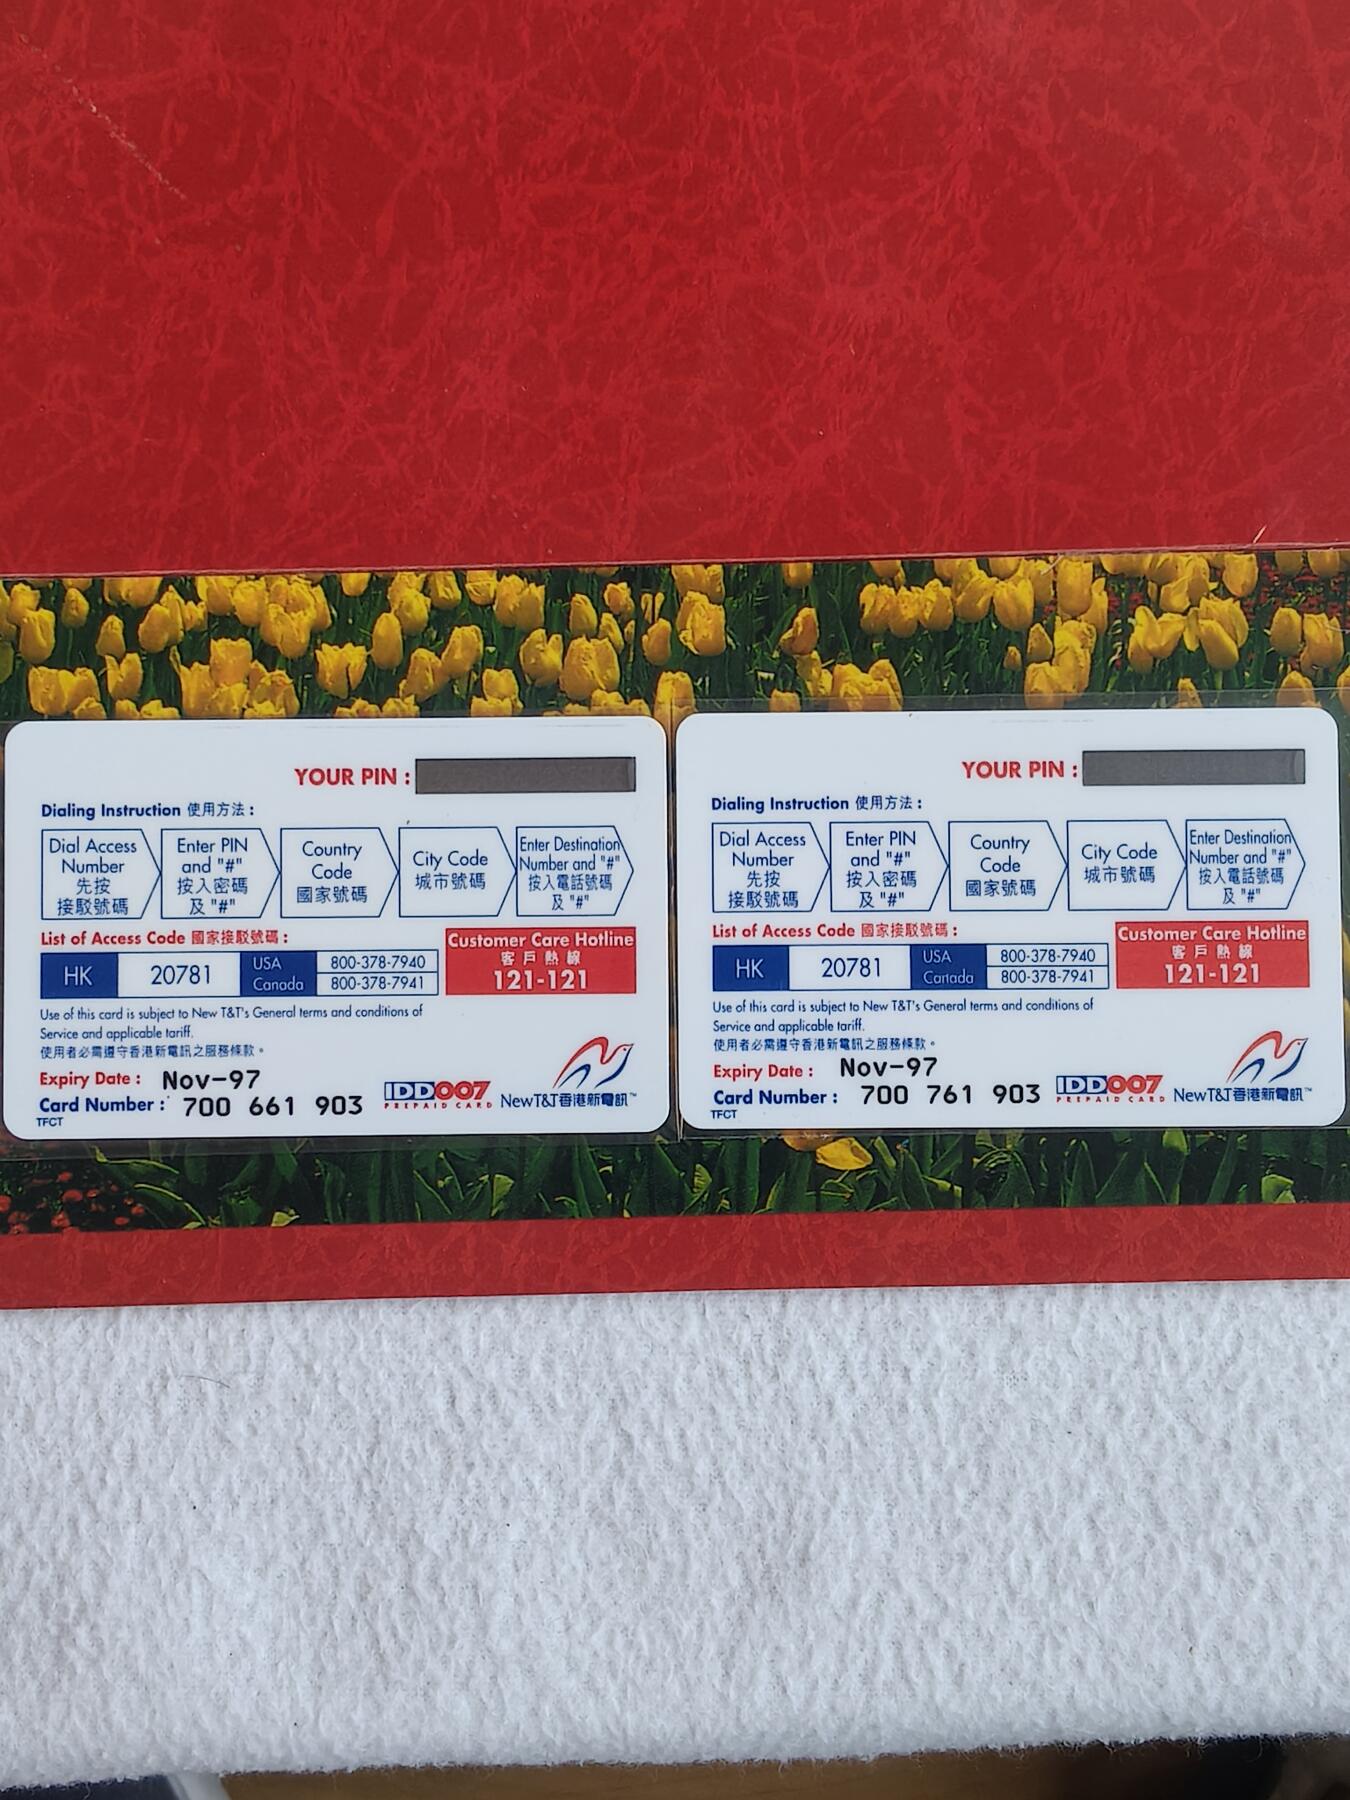 YOUR PIN :
Dialing Instruction 使用方法 :
Dial Access
Number
先按
接駁號碼
Enter PIN
and "#"
按入密碼
及 "#"
Country
Code
國家號碼
City Code
城市號碼
Enter Destination
Number and "#"
按入電話號碼
及 "#"
List of Access Code 國家接駁號碼 :
HK
20781
USA
Canada
800-378-7940
800-378-7941
Customer Care Hotline
客戶熱線
121-121
Use of this card is subject to New T&T's General terms and conditions of
Service and applicable tariff.
使用者必需遵守香港新電訊之服務條款。
Expiry Date : Nov-97
Card Number : 700 661 903
TFCT
IDD007
PREPAID CARD
NewT&T香港新電訊™
YOUR PIN :
Dialing Instruction 使用方法 :
Dial Access
Number
先按
接駁號碼
Enter PIN
and "#"
按入密碼
及 "#"
Country
Code
國家號碼
City Code
城市號碼
Enter Destination
Number and "#"
按入電話號碼
及 "#"
List of Access Code 國家接駁號碼 :
HK
20781
USA
Canada
800-378-7940
800-378-7941
Customer Care Hotline
客戶熱線
121-121
Use of this card is subject to New T&T's General terms and conditions of
Service and applicable tariff.
使用者必需遵守香港新電訊之服務條款。
Expiry Date : Nov-97
Card Number : 700 761 903
TFCT
IDD007
PREPAID CARD
NewT&T香港新電訊™